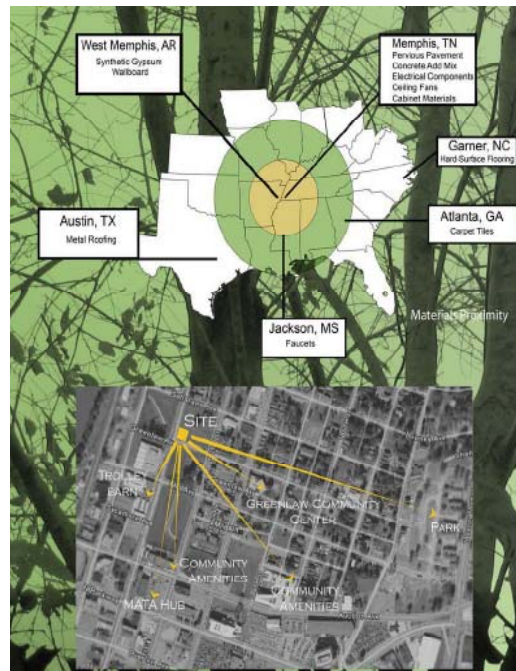 West Memphis, AR
Synthetic Gypsum
Wallboard
Memphis, TN
Pervious Pavement
Concrete Add Mix
Electrical Components
Ceiling Fans
Cabinet Materials
Garner, NC
Hard-Surface Flooring
Austin, TX
Metal Roofing
Atlanta, GA
Carpet Tiles
Jackson, MS
Faucets
Materials Proximity
Site
Trolley
Barn
Greenlaw Community
Center
Park
Community
Amenities
Community
Amenities
MATA Hub